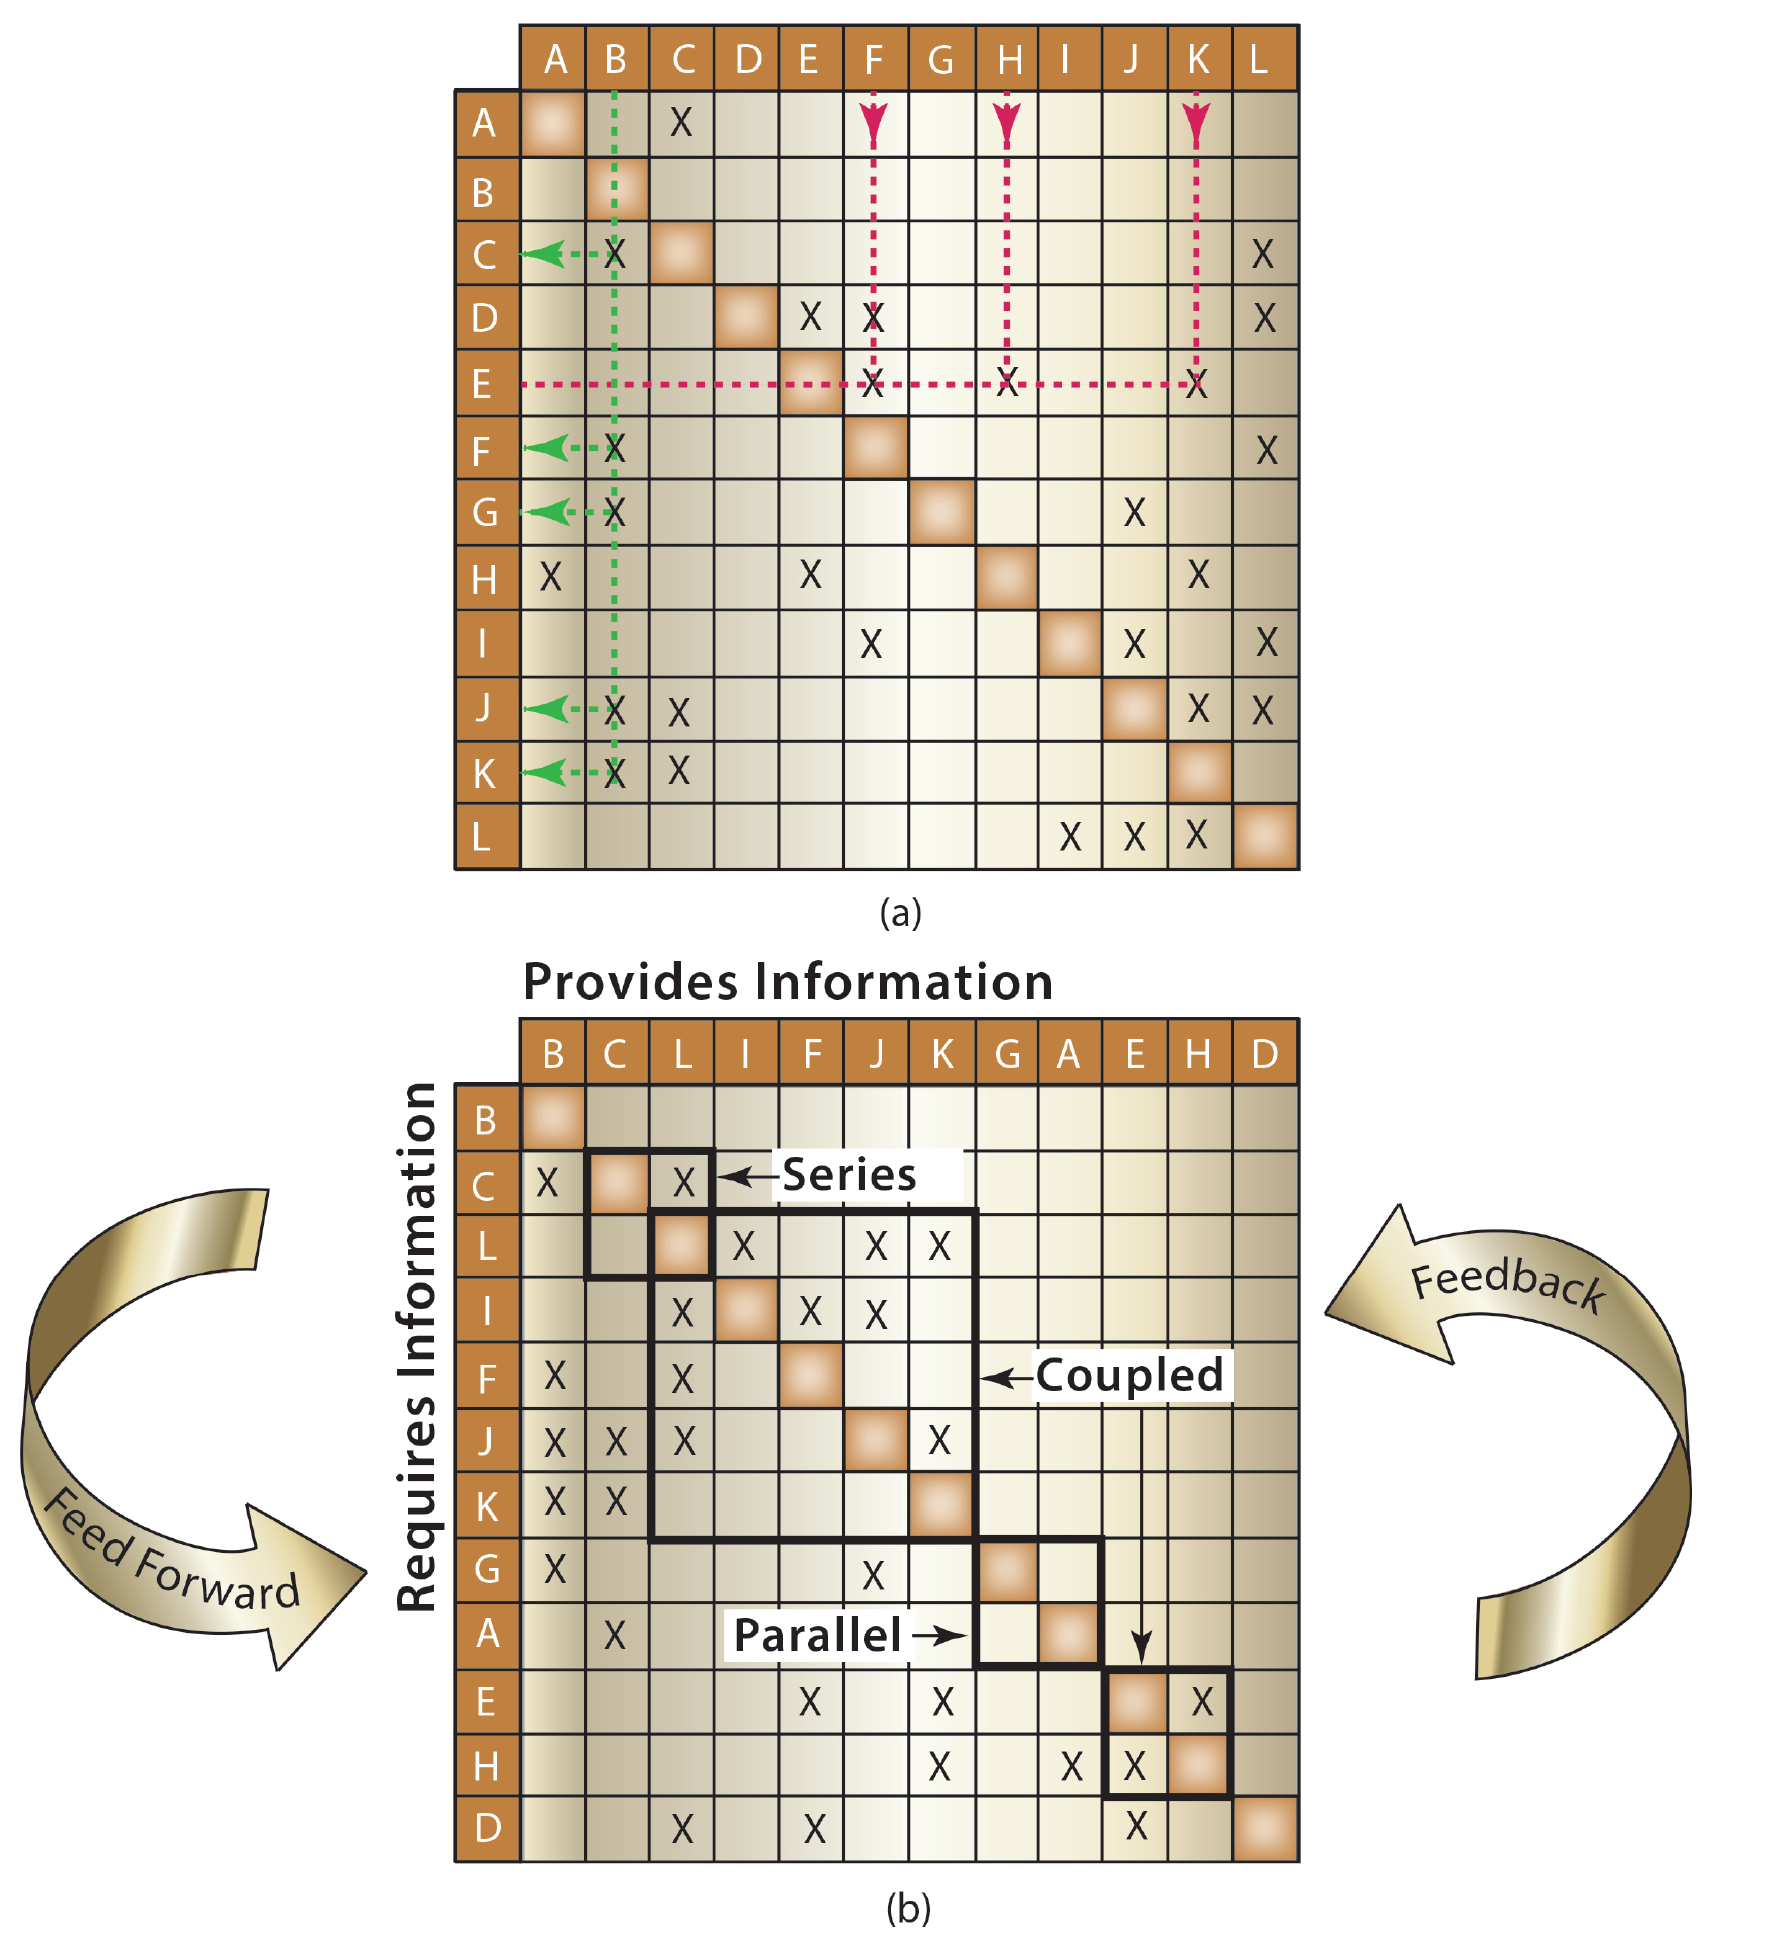 A B C D E F G H I J K L
A X
B
C X X
D X X X
E X X X
F X X
G X X
H X X X
I X X X
J X X X X
K X X
L X X X
(a)
Provides Information
Requires Information
B C L I F J K G A E H D
B
C X X Series
L X X X
I X X X
F X X
J X X X X
K X X
G X X
A X
E X X X
H X X X
D X X X
Coupled
Parallel
Feed Forward
Feedback
(b)